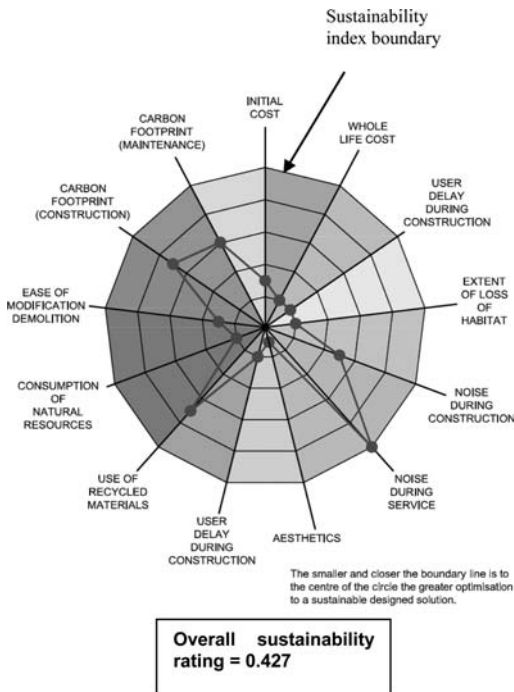 Sustainability
index boundary
INITIAL
COST
WHOLE
LIFE COST
USER
DELAY
DURING
CONSTRUCTION
EXTENT
OF LOSS
OF
HABITAT
NOISE
DURING
CONSTRUCTION
NOISE
DURING
SERVICE
AESTHETICS
USER
DELAY
DURING
CONSTRUCTION
USE OF
RECYCLED
MATERIALS
CONSUMPTION
OF
NATURAL
RESOURCES
EASE OF
MODIFICATION
DEMOLITION
CARBON
FOOTPRINT
(CONSTRUCTION)
CARBON
FOOTPRINT
(MAINTENANCE)
The smaller and closer the boundary line is to
the centre of the circle the greater optimisation
to a sustainable designed solution.
Overall sustainability
rating = 0.427